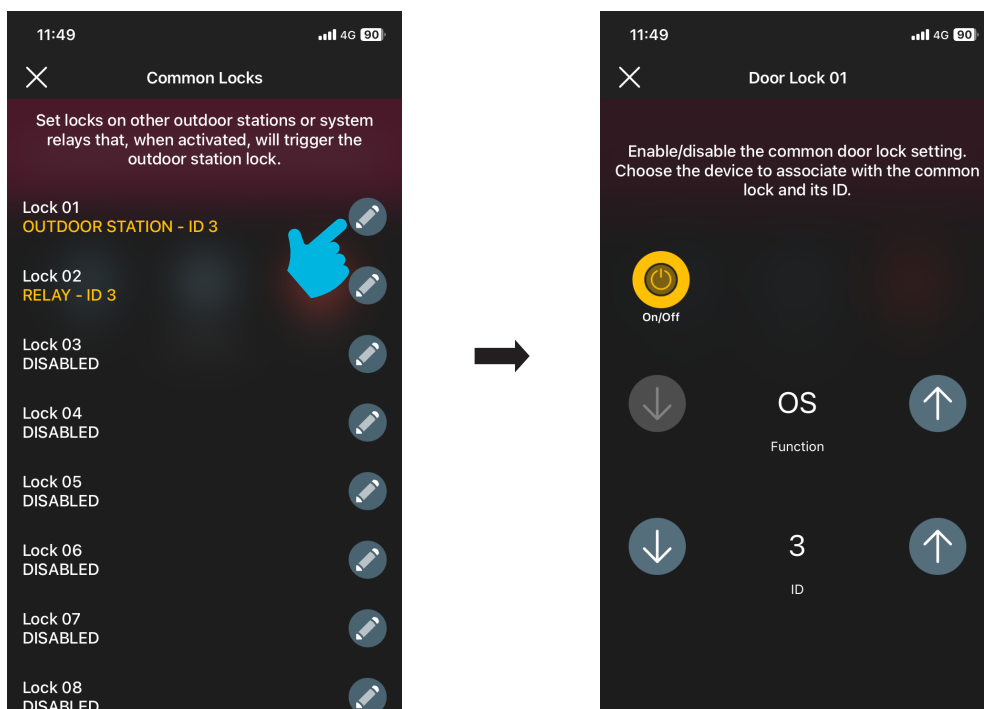 11:49
4G 90
Common Locks
Set locks on other outdoor stations or system
relays that, when activated, will trigger the
outdoor station lock.
Lock 01
OUTDOOR STATION - ID 3
Lock 02
RELAY - ID 3
Lock 03
DISABLED
Lock 04
DISABLED
Lock 05
DISABLED
Lock 06
DISABLED
Lock 07
DISABLED
Lock 08
DISABLED
11:49
4G 90
Door Lock 01
Enable/disable the common door lock setting.
Choose the device to associate with the common
lock and its ID.
On/Off
OS
Function
3
ID